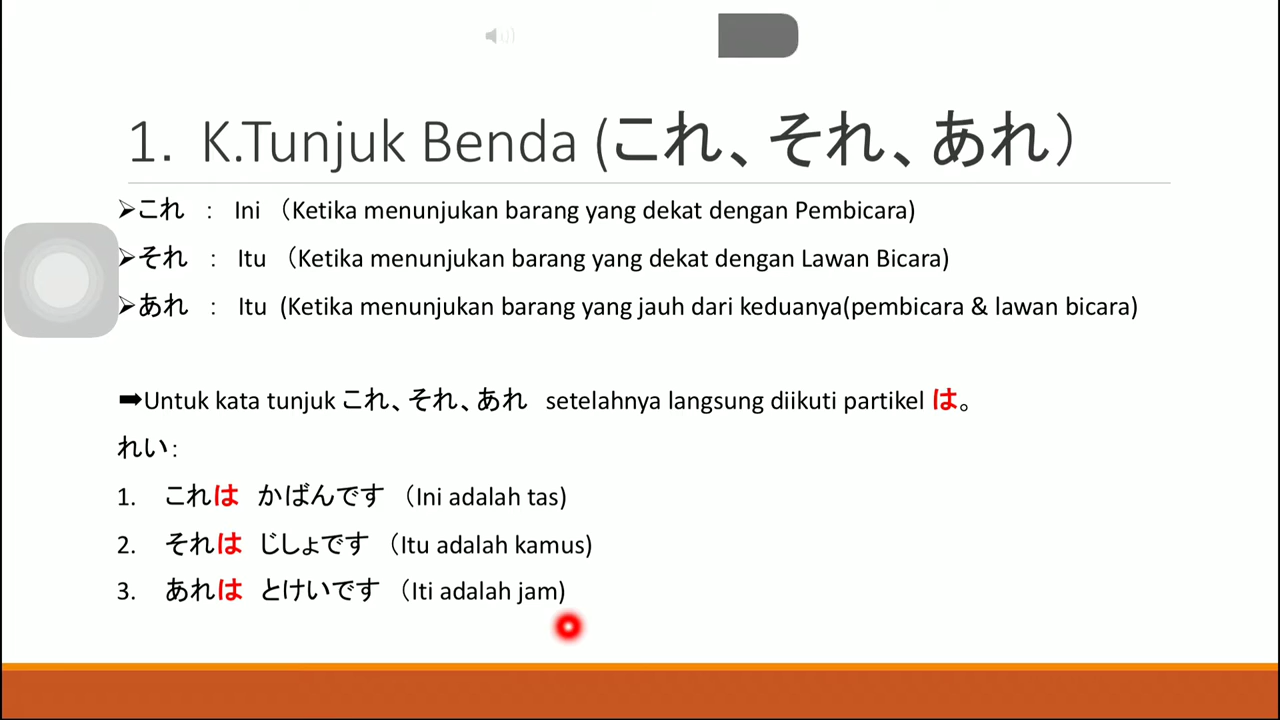 1. K.Tunjuk Benda (これ、それ、あれ）
➢これ : Ini （Ketika menunjukan barang yang dekat dengan Pembicara)
➢それ : Itu （Ketika menunjukan barang yang dekat dengan Lawan Bicara)
➢あれ : Itu (Ketika menunjukan barang yang jauh dari keduanya(pembicara & lawan bicara)
➡Untuk kata tunjuk これ、それ、あれ setelahnya langsung diikuti partikel は。
れい:
1. これは かばんです （Ini adalah tas)
2. それは じしょです （Itu adalah kamus)
3. あれは とけいです （Iti adalah jam)